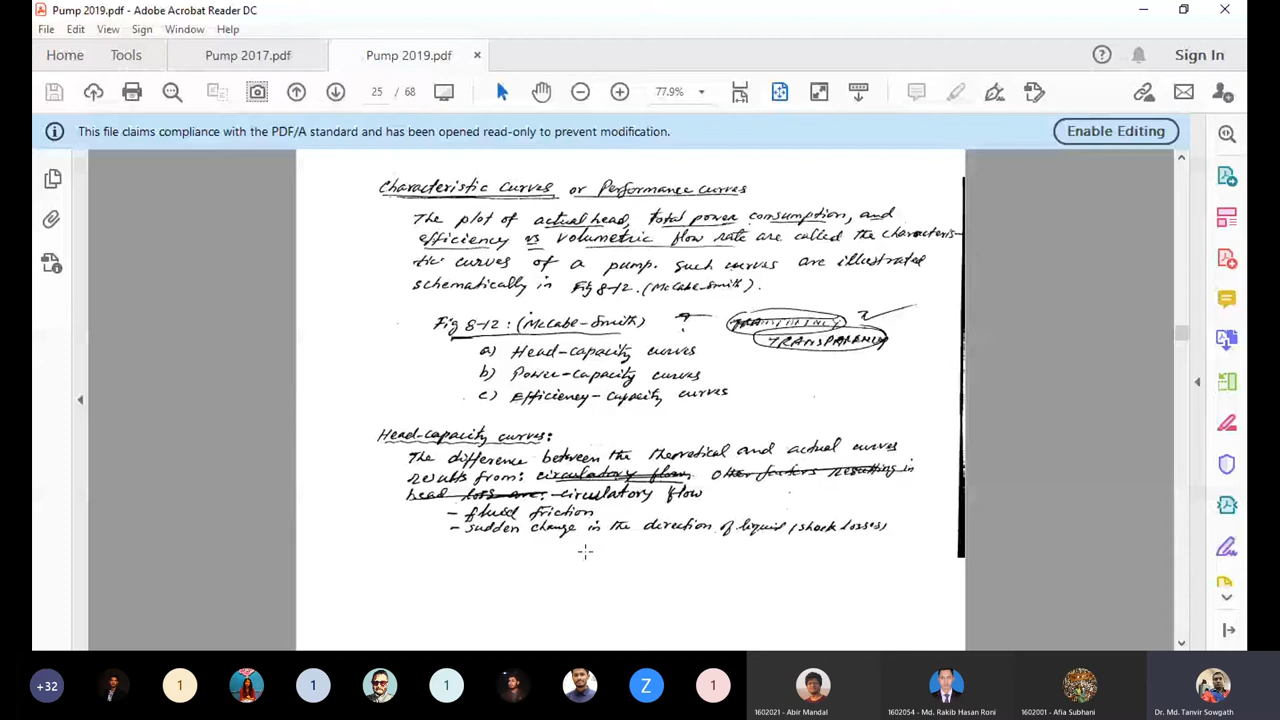 Pump 2019.pdf - Adobe Acrobat Reader DC
File Edit View Sign Window Help
Home Tools Pump 2017.pdf Pump 2019.pdf × Sign In
25 / 68 77.9%
This file claims compliance with the PDF/A standard and has been opened read-only to prevent modification. Enable Editing
Characteristic Curves or Performance curves
The plot of actual head, total power consumption, and
efficiency vs volumetric flow rate are called the characteris-
tic curves of a pump. Such curves are illustrated
schematically in Fig 8-12. (McCabe-Smith).
Fig 8-12: (McCabe-Smith)
TRANSPARENCY
a) Head-capacity curves
b) Power-capacity curves
c) Efficiency-capacity curves
Head-capacity curves:
The difference between the theoretical and actual curves
results from: circulatory flow. Other factors resulting in
head loss are: circulatory flow
- fluid friction
- sudden change in the direction of liquid (shock losses)
+32 1 1 1 Z 1
1602021 - Abir Mandal 1602054 - Md. Rakib Hasan Roni 1602001 - Afia Subhani Dr. Md. Tanvir Sowgath